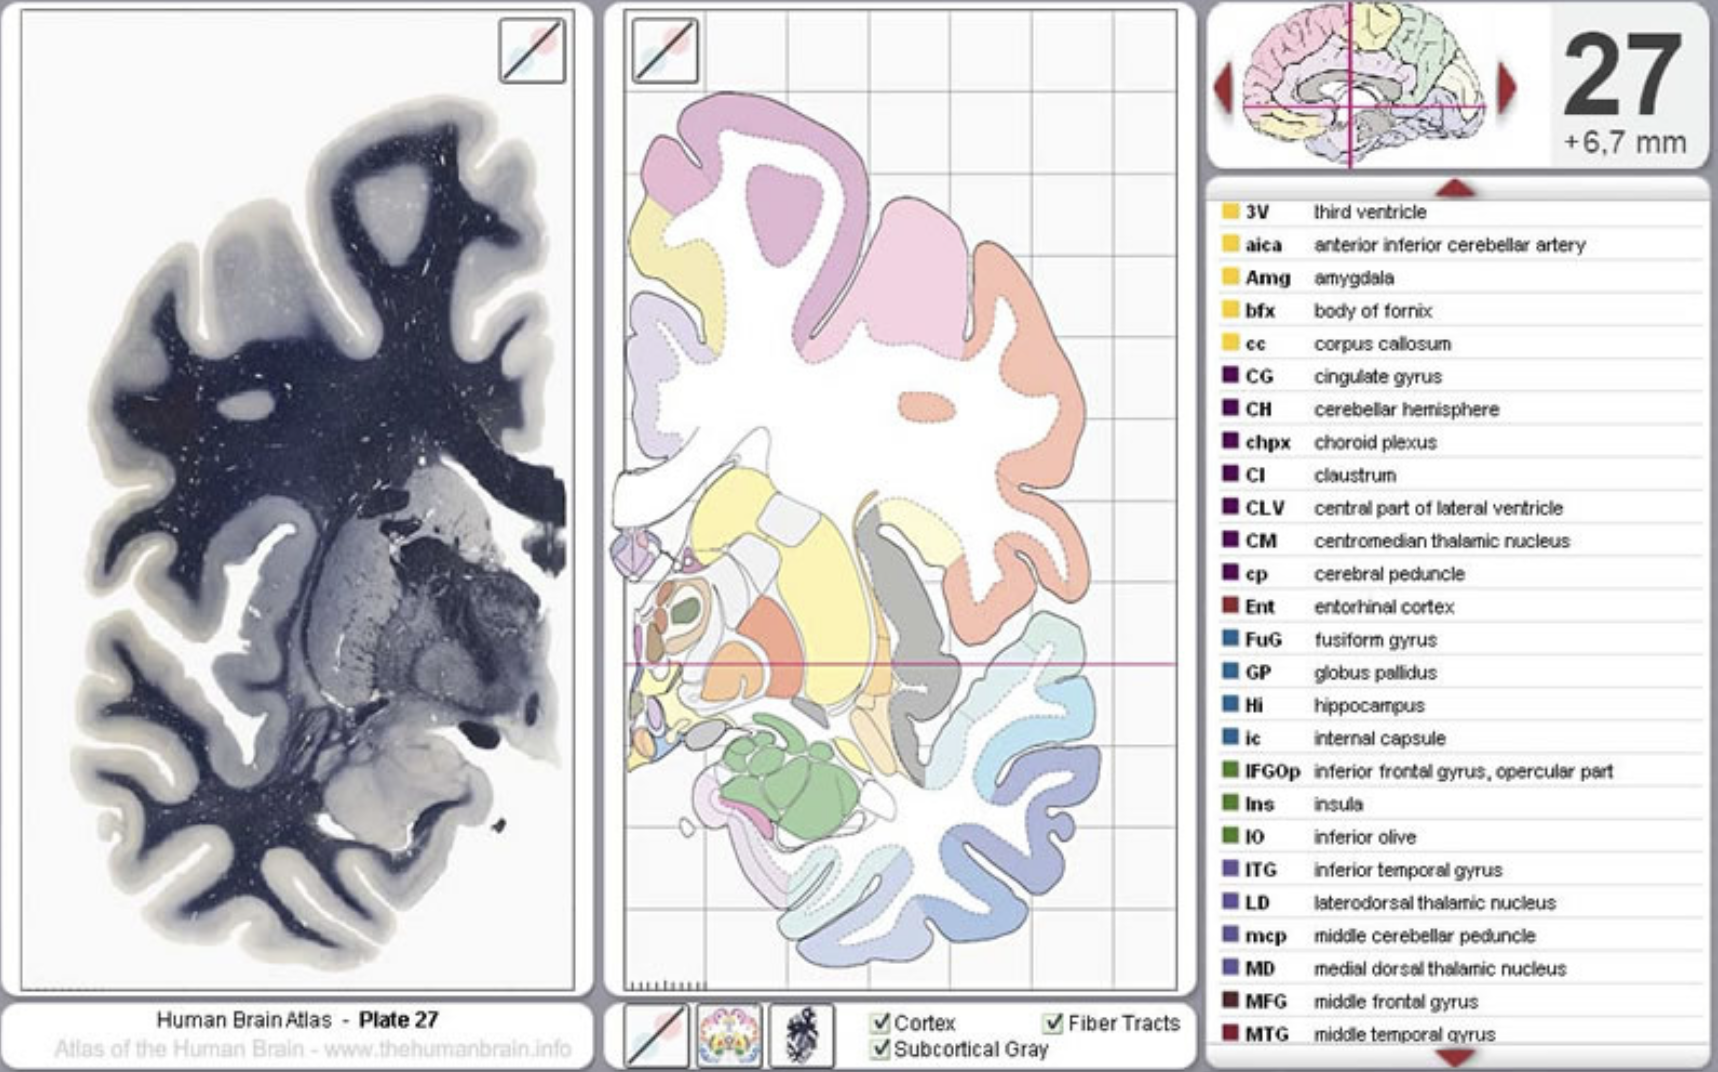 27
+6,7 mm
3V third ventricle
aica anterior inferior cerebellar artery
Amg amygdala
bfx body of fornix
cc corpus callosum
CG cingulate gyrus
CH cerebellar hemisphere
chpx choroid plexus
Cl claustrum
CLV central part of lateral ventricle
CM centromedian thalamic nucleus
cp cerebral peduncle
Ent entorhinal cortex
FuG fusiform gyrus
GP globus pallidus
Hi hippocampus
ic internal capsule
IFGOp inferior frontal gyrus, opercular part
Ins insula
IO inferior olive
ITG inferior temporal gyrus
LD laterodorsal thalamic nucleus
mcp middle cerebellar peduncle
MD medial dorsal thalamic nucleus
MFG middle frontal gyrus
MTG middle temporal gyrus
Human Brain Atlas - Plate 27
Atlas of the Human Brain - www.thehumanbrain.info
Cortex
Fiber Tracts
Subcortical Gray